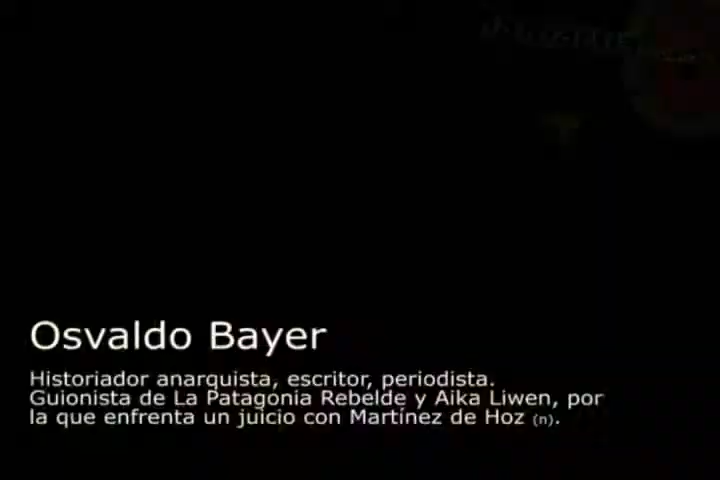 Osvaldo Bayer
Historiador anarquista, escritor, periodista.
Guionista de La Patagonia Rebelde y Aika Liwen, por
la que enfrenta un juicio con Martínez de Hoz (n).